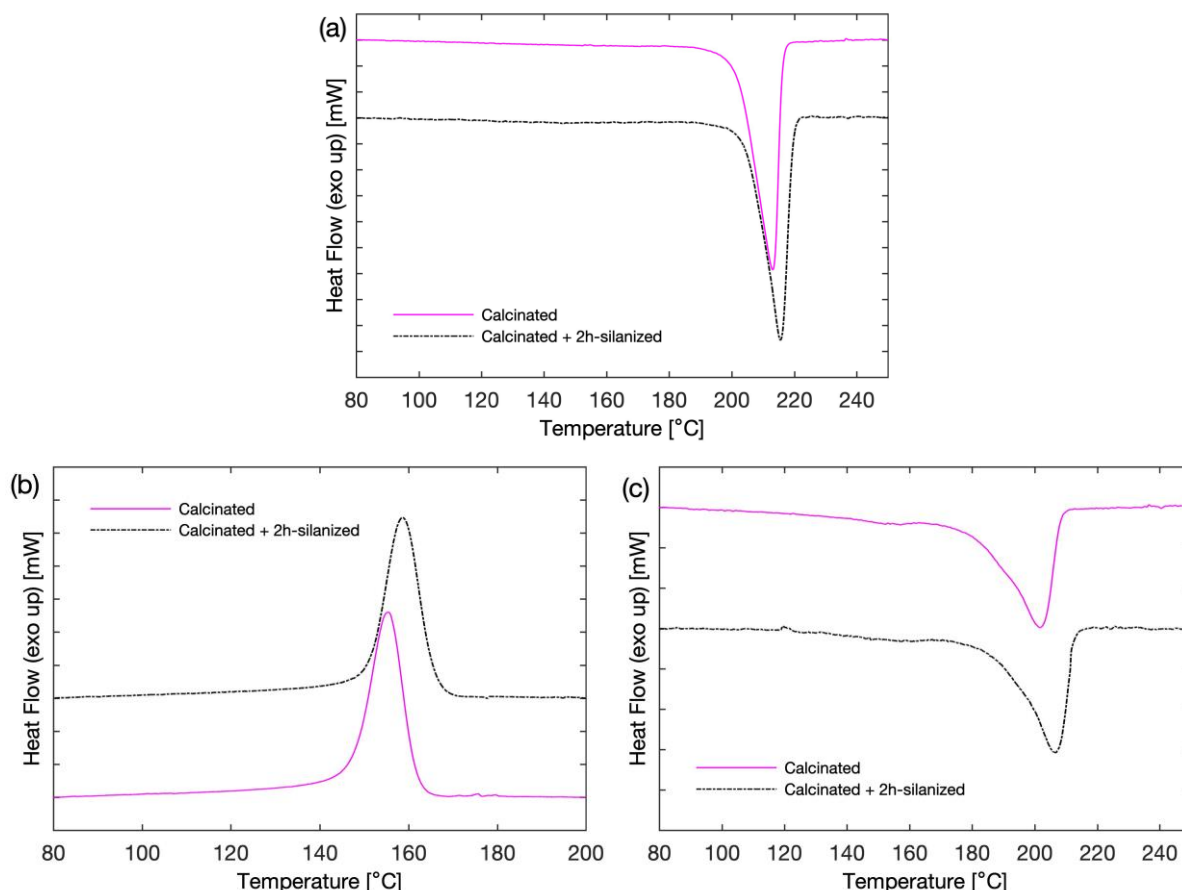 (a)
Heat Flow (exo up) [mW]
Calcinated
Calcinated + 2h-silanized
80 100 120 140 160 180 200 220 240
Temperature [°C]
(b)
Heat Flow (exo up) [mW]
Calcinated
Calcinated + 2h-silanized
80 100 120 140 160 180 200
Temperature [°C]
(c)
Heat Flow (exo up) [mW]
Calcinated
Calcinated + 2h-silanized
80 100 120 140 160 180 200 220 240
Temperature [°C]